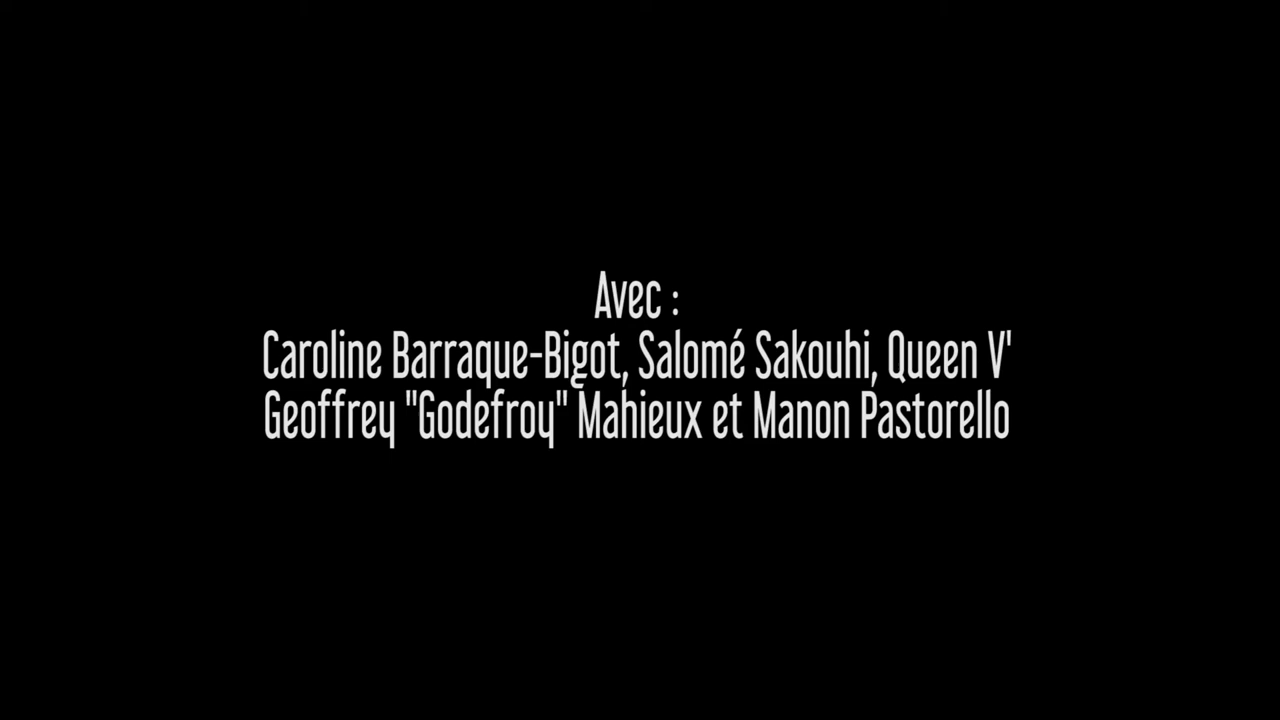 Avec :
Caroline Barraque-Bigot, Salomé Sakouhi, Queen V'
Geoffrey "Godefroy" Mahieux et Manon Pastorello